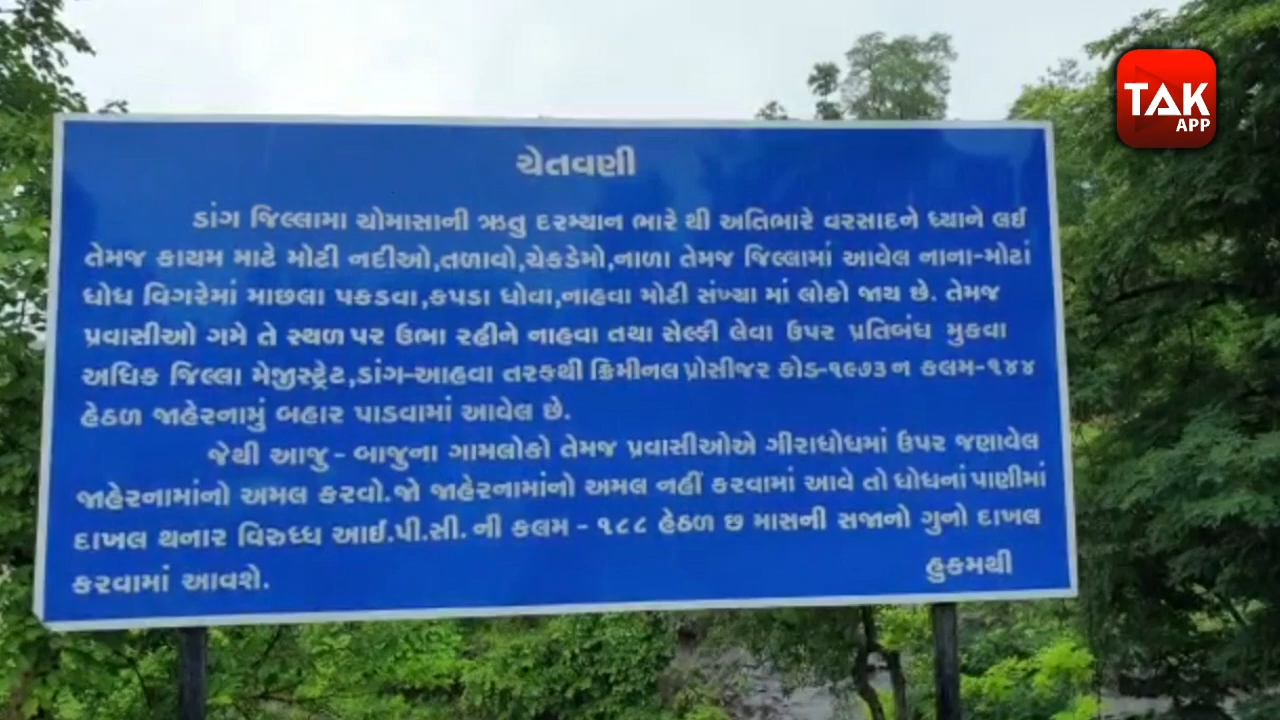 TAK
APP
ચેતવણી
ડાંગ જિલ્લામા ચોમાસાની ઋતુ દરમ્યાન ભારે થી અતિભારે વરસાદને ધ્યાને લઈ
તેમજ કાયમ માટે મોટી નદીઓ,તળાવો,ચેકડેમો,નાળા તેમજ જિલ્લામાં આવેલ નાના-મોટાં
ધોધ વિગરેમાં માછલા પકડવા,કપડા ધોવા,નાહવા મોટી સંખ્યા માં લોકો જાય છે. તેમજ
પ્રવાસીઓ ગમે તે સ્થળ પર ઉભા રહીને નાહવા તથા સેલ્ફી લેવા ઉપર પ્રતિબંધ મુકવા
અધિક જિલ્લા મેજીસ્ટ્રેટ,ડાંગ-આહવા તરફથી ક્રિમીનલ પ્રોસીજર કોડ-૧૯૭૩ ન કલમ-૧૪૪
હેઠળ જાહેરનામું બહાર પાડવામાં આવેલ છે.
જેથી આજુ - બાજુના ગામલોકો તેમજ પ્રવાસીઓએ ગીરાધોધમાં ઉપર જણાવેલ
જાહેરનામાંનો અમલ કરવો.જો જાહેરનામાંનો અમલ નહીં કરવામાં આવે તો ધોધનાં પાણીમાં
દાખલ થનાર વિરુધ્ધ આઈ.પી.સી. ની કલમ - ૧૮૮ હેઠળ છ માસની સજાનો ગુનો દાખલ
કરવામાં આવશે.
હુકમથી